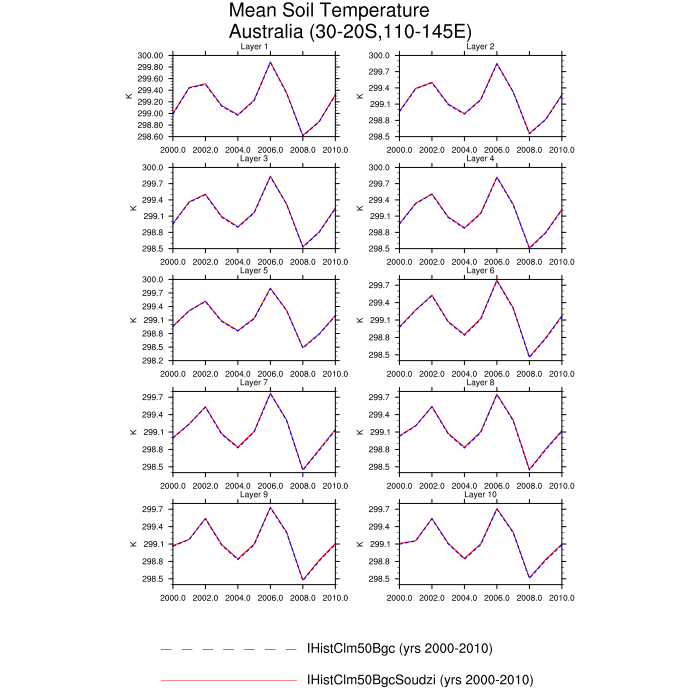 Mean Soil Temperature
Australia (30-20S,110-145E)
Layer 1
Layer 2
300.00
299.80
299.60
299.40
299.20
299.00
298.80
298.60
K
2000.0 2002.0 2004.0 2006.0 2008.0 2010.0
300.0
299.7
299.4
299.1
298.8
298.5
K
2000.0 2002.0 2004.0 2006.0 2008.0 2010.0
Layer 3
Layer 4
300.0
299.7
299.4
299.1
298.8
298.5
K
2000.0 2002.0 2004.0 2006.0 2008.0 2010.0
300.0
299.7
299.4
299.1
298.8
298.5
K
2000.0 2002.0 2004.0 2006.0 2008.0 2010.0
Layer 5
Layer 6
300.0
299.7
299.4
299.1
298.8
298.5
298.2
K
2000.0 2002.0 2004.0 2006.0 2008.0 2010.0
299.7
299.4
299.1
298.8
298.5
K
2000.0 2002.0 2004.0 2006.0 2008.0 2010.0
Layer 7
Layer 8
299.7
299.4
299.1
298.8
298.5
K
2000.0 2002.0 2004.0 2006.0 2008.0 2010.0
299.7
299.4
299.1
298.8
298.5
K
2000.0 2002.0 2004.0 2006.0 2008.0 2010.0
Layer 9
Layer 10
299.7
299.4
299.1
298.8
298.5
K
2000.0 2002.0 2004.0 2006.0 2008.0 2010.0
299.7
299.4
299.1
298.8
298.5
K
2000.0 2002.0 2004.0 2006.0 2008.0 2010.0
IHistClm50Bgc (yrs 2000-2010)
IHistClm50BgcSoudzi (yrs 2000-2010)